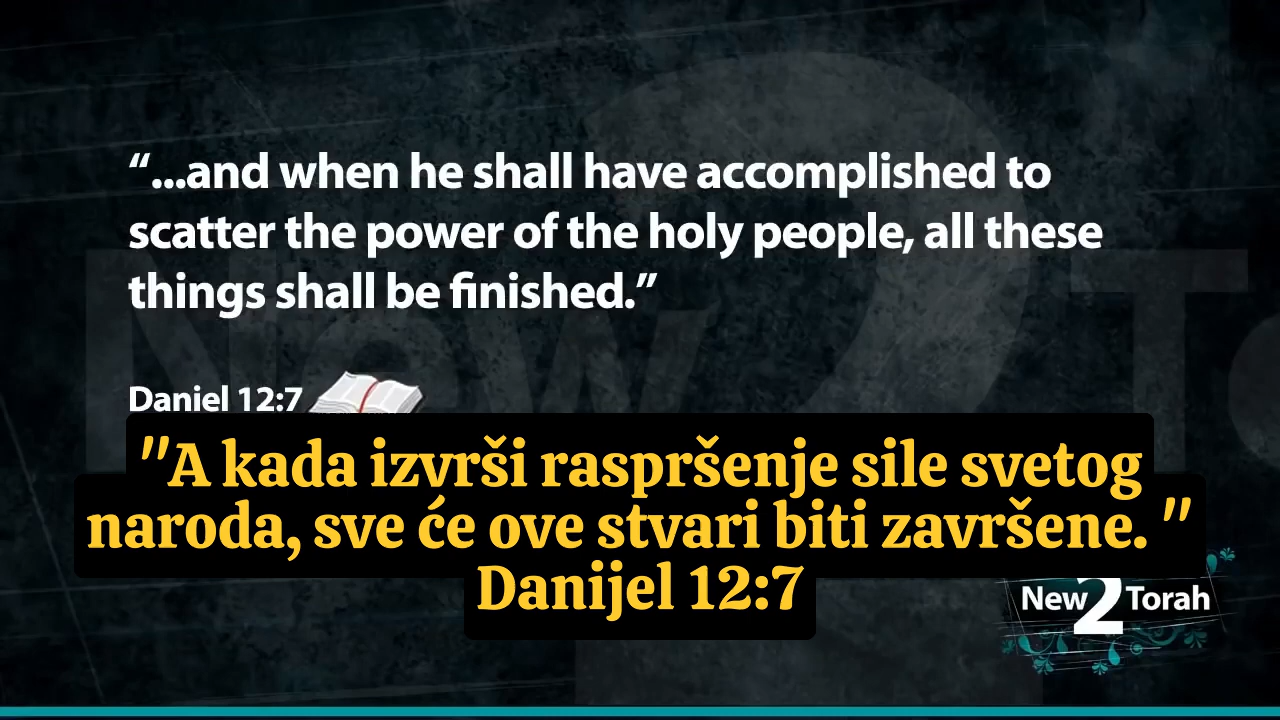 “...and when he shall have accomplished to
scatter the power of the holy people, all these
things shall be finished.”
Daniel 12:7
"A kada izvrši raspršenje sile svetog
naroda, sve će ove stvari biti završene. "
Danijel 12:7
New2Torah